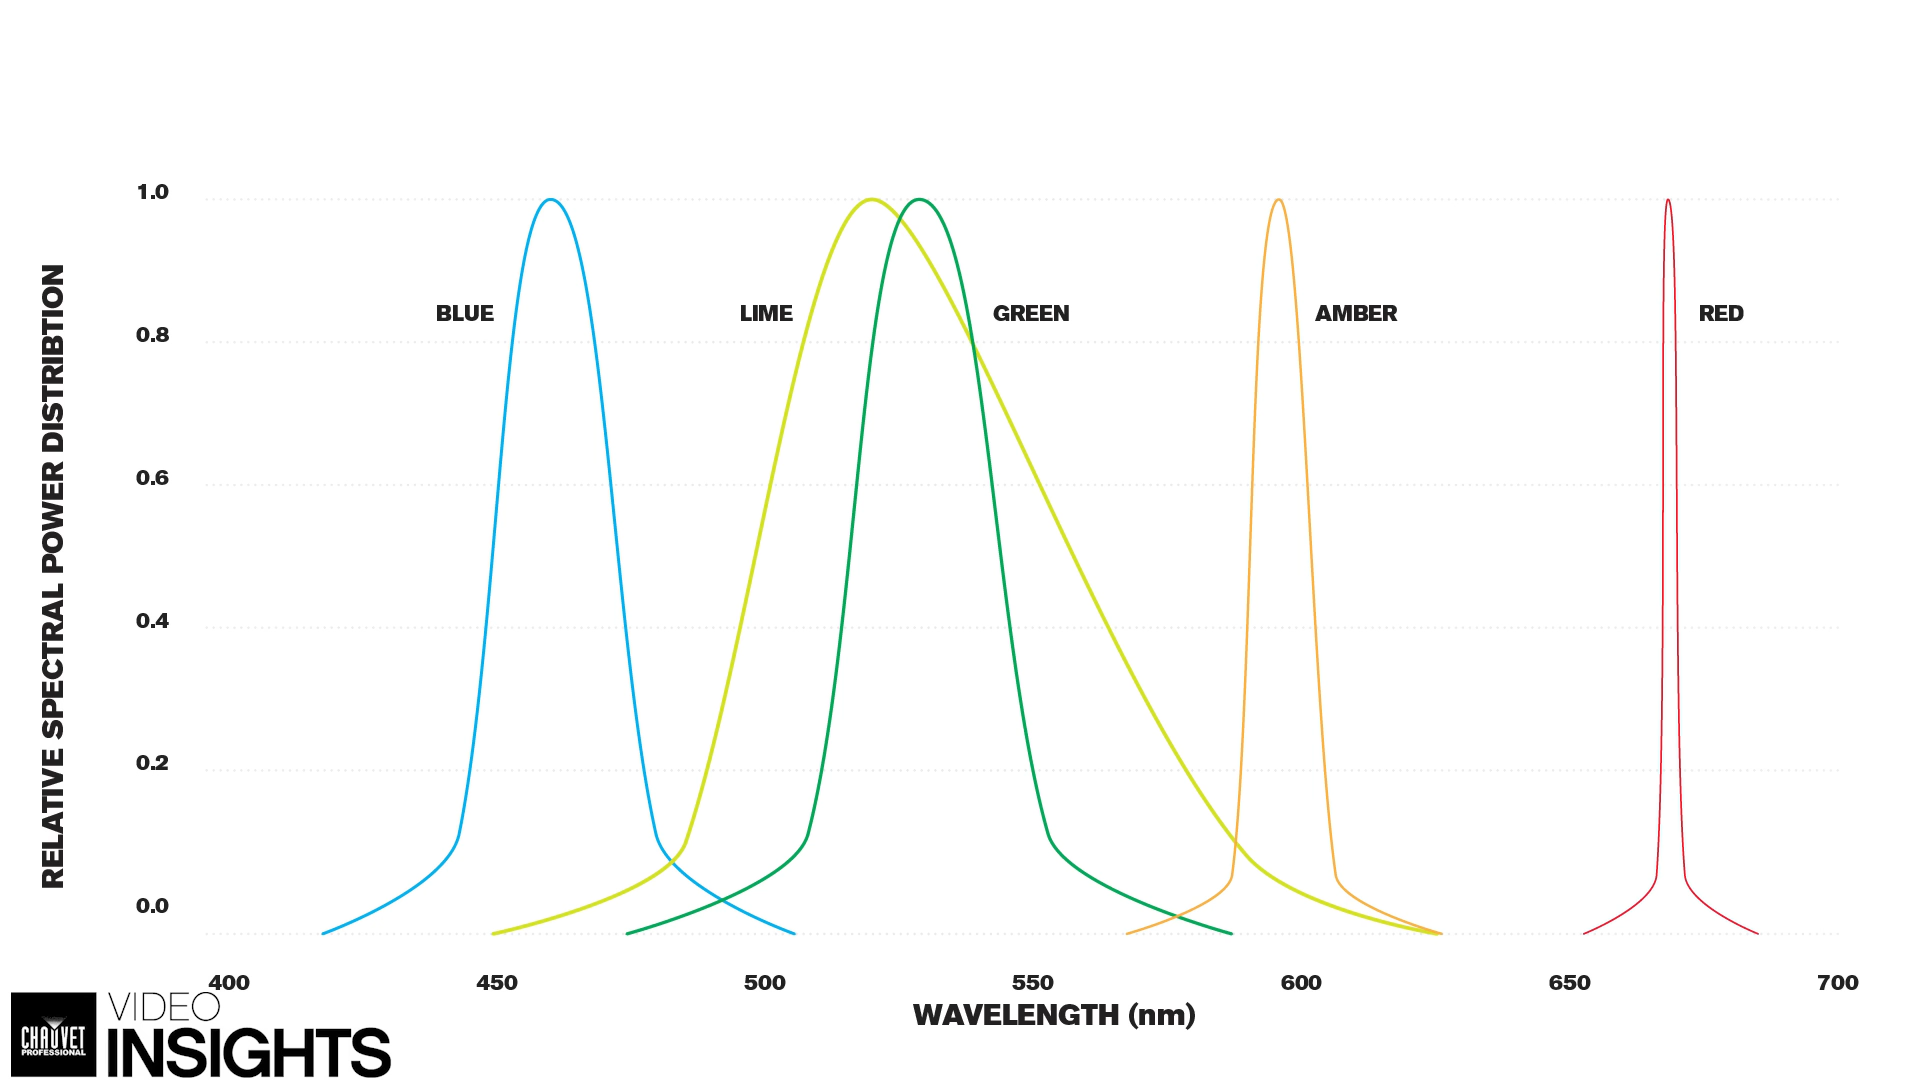 RELATIVE SPECTRAL POWER DISTRIBTION
1.0
0.8
0.6
0.4
0.2
0.0
BLUE
LIME
GREEN
AMBER
RED
400 450 500 550 600 650 700
WAVELENGTH (nm)
CHAUVET
PROFESSIONAL
VIDEO
INSIGHTS